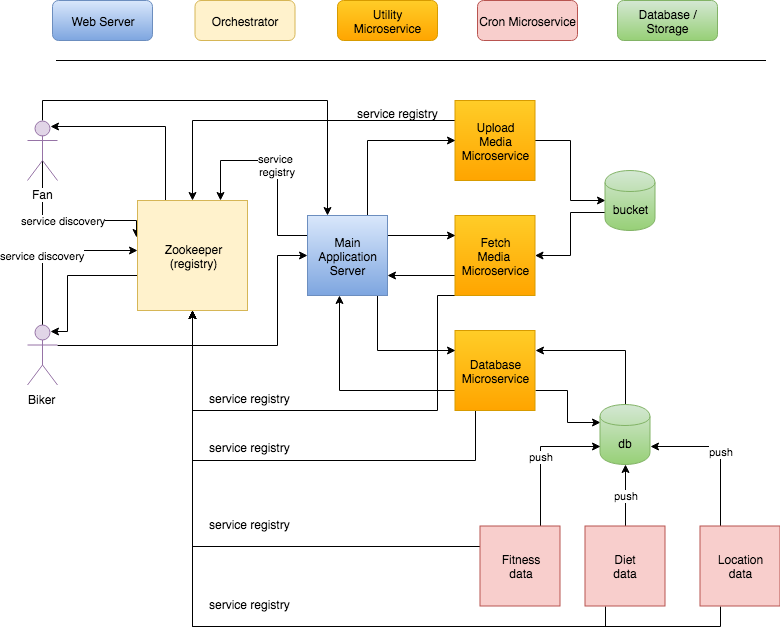 Web Server
Orchestrator
Utility
Microservice
Cron Microservice
Database /
Storage
service registry
Upload
Media
Microservice
service
registry
Fan
bucket
service discovery
Zookeeper
(registry)
Main
Application
Server
Fetch
Media
Microservice
service discovery
Database
Microservice
Biker
service registry
db
service registry
push
push
push
service registry
Fitness
data
Diet
data
Location
data
service registry